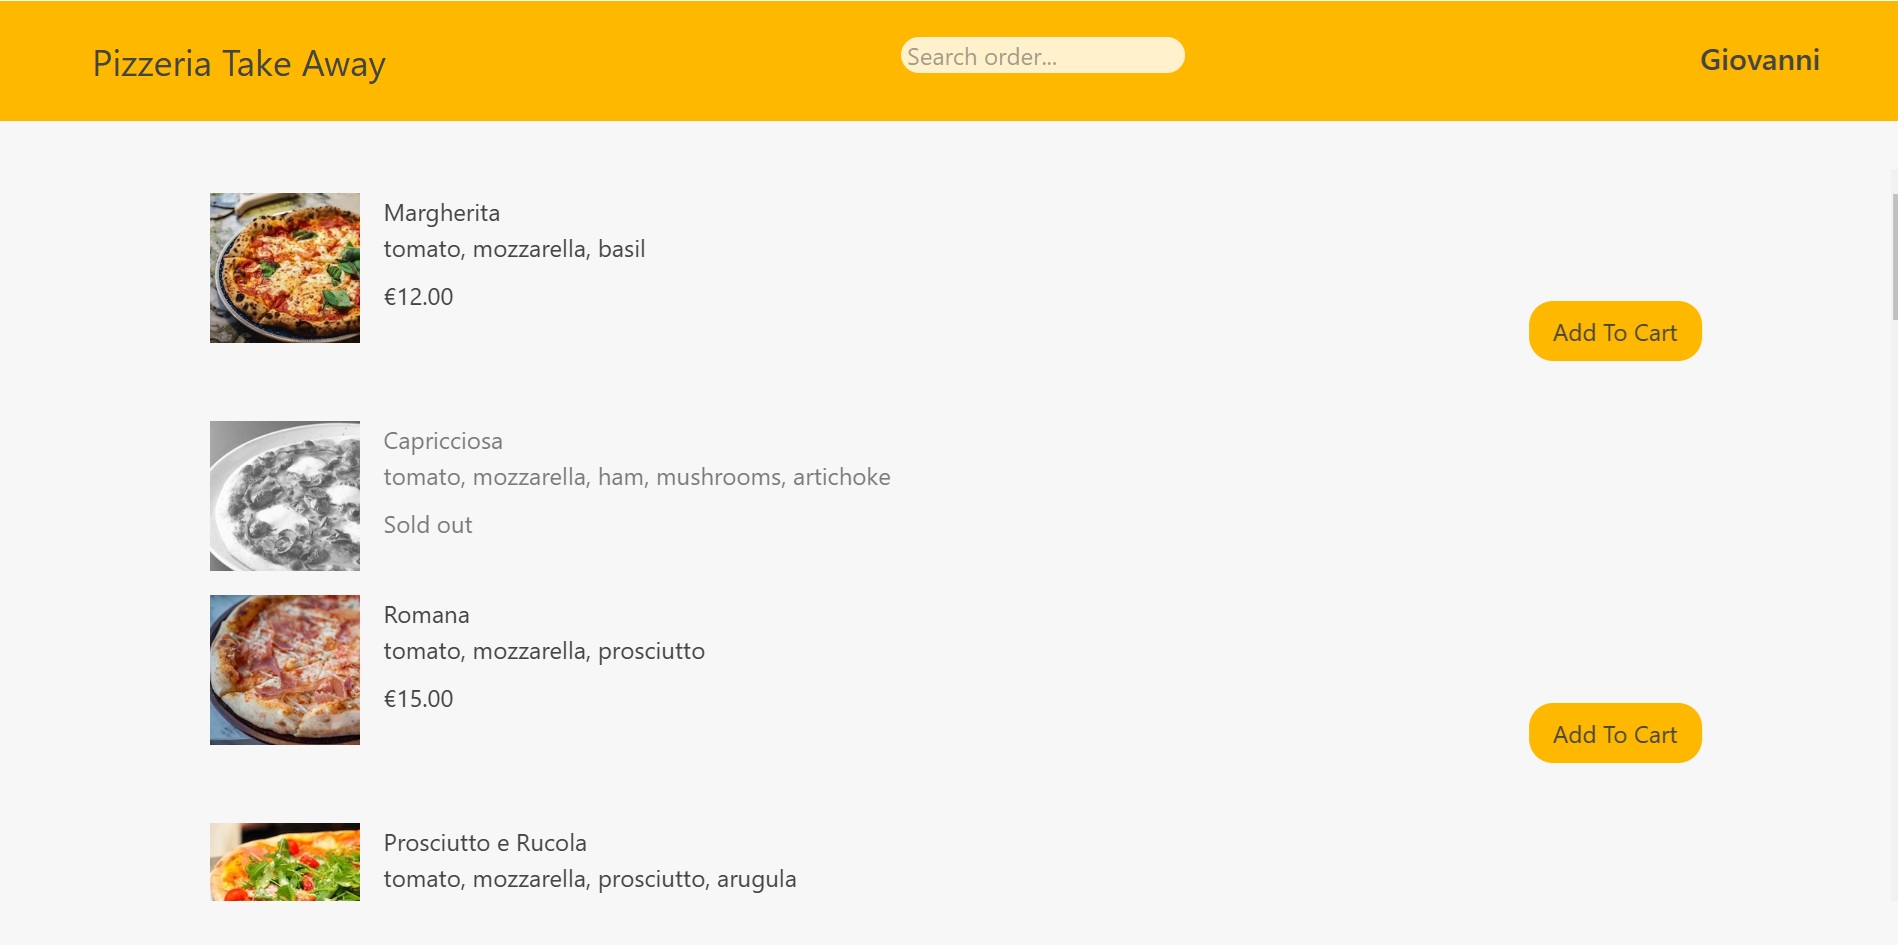 Pizzeria Take Away
Search order...
Giovanni
Margherita
tomato, mozzarella, basil
€12.00
Add To Cart
Capricciosa
tomato, mozzarella, ham, mushrooms, artichoke
Sold out
Romana
tomato, mozzarella, prosciutto
€15.00
Add To Cart
Prosciutto e Rucola
tomato, mozzarella, prosciutto, arugula